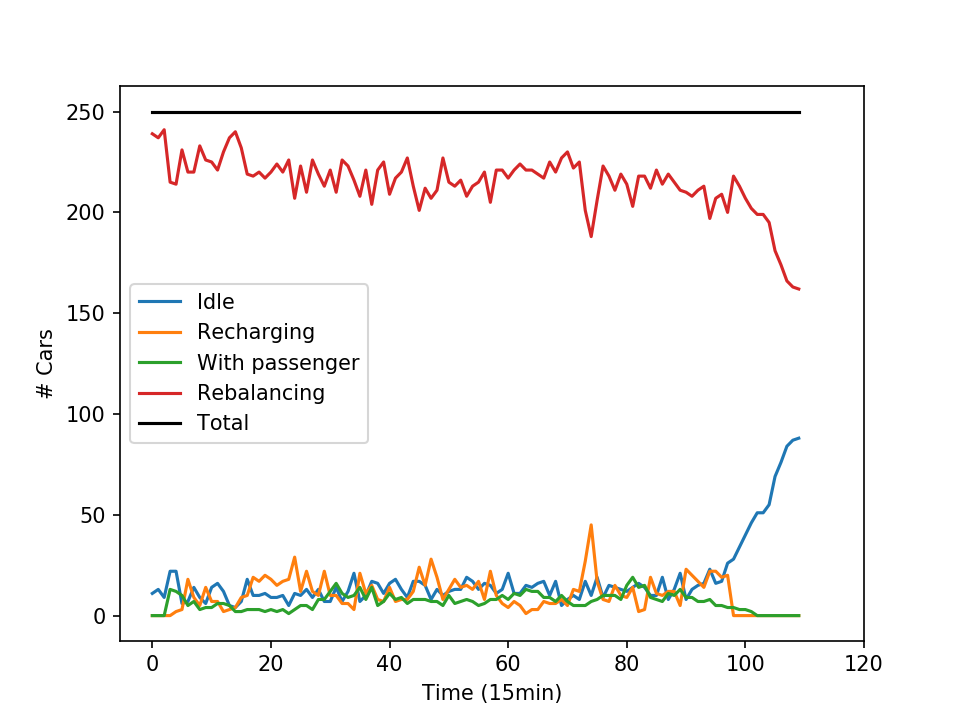 250
200
150
100
50
0
# Cars
Idle
Recharging
With passenger
Rebalancing
Total
0 20 40 60 80 100 120
Time (15min)